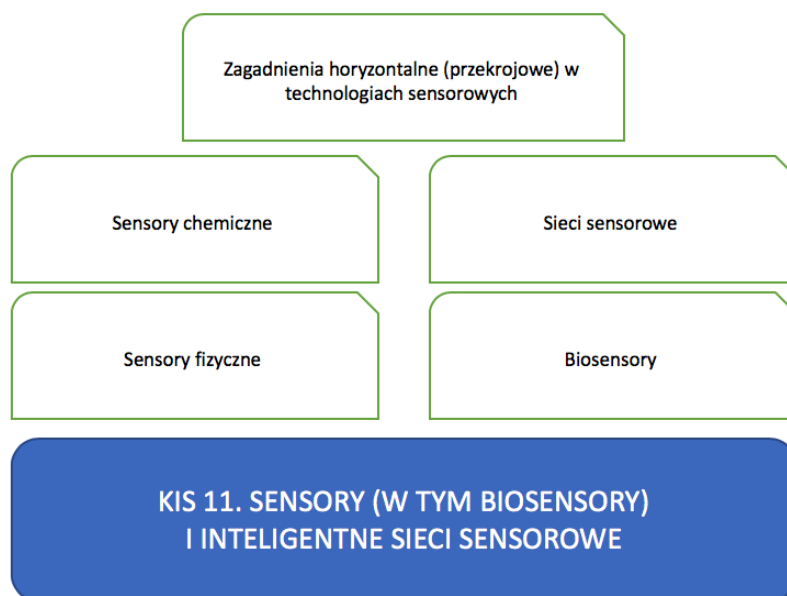 Zagadnienia horyzontalne (przekrojowe) w
technologiach sensorowych
Sensory chemiczne
Sieci sensorowe
Sensory fizyczne
Biosensory
KIS 11. SENSORY (W TYM BIOSENSORY)
I INTELIGENTNE SIECI SENSOROWE